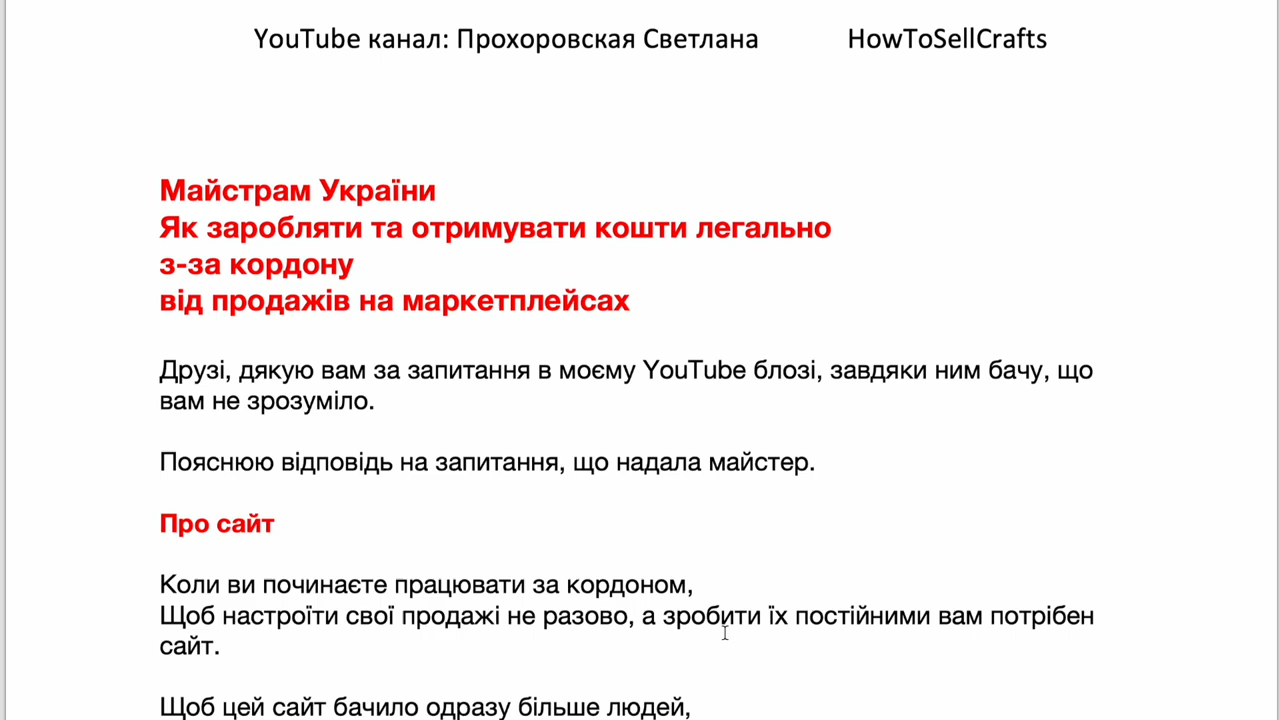 YouTube канал: Прохоровская Светлана HowToSellCrafts
Майстрам України
Як заробляти та отримувати кошти легально
з-за кордону
від продажів на маркетплейсах
Друзі, дякую вам за запитання в моєму YouTube блозі, завдяки ним бачу, що
вам не зрозуміло.
Пояснюю відповідь на запитання, що надала майстер.
Про сайт
Коли ви починаєте працювати за кордоном,
Щоб настроїти свої продажі не разово, а зробити їх постійними вам потрібен
сайт.
Щоб цей сайт бачило одразу більше людей,